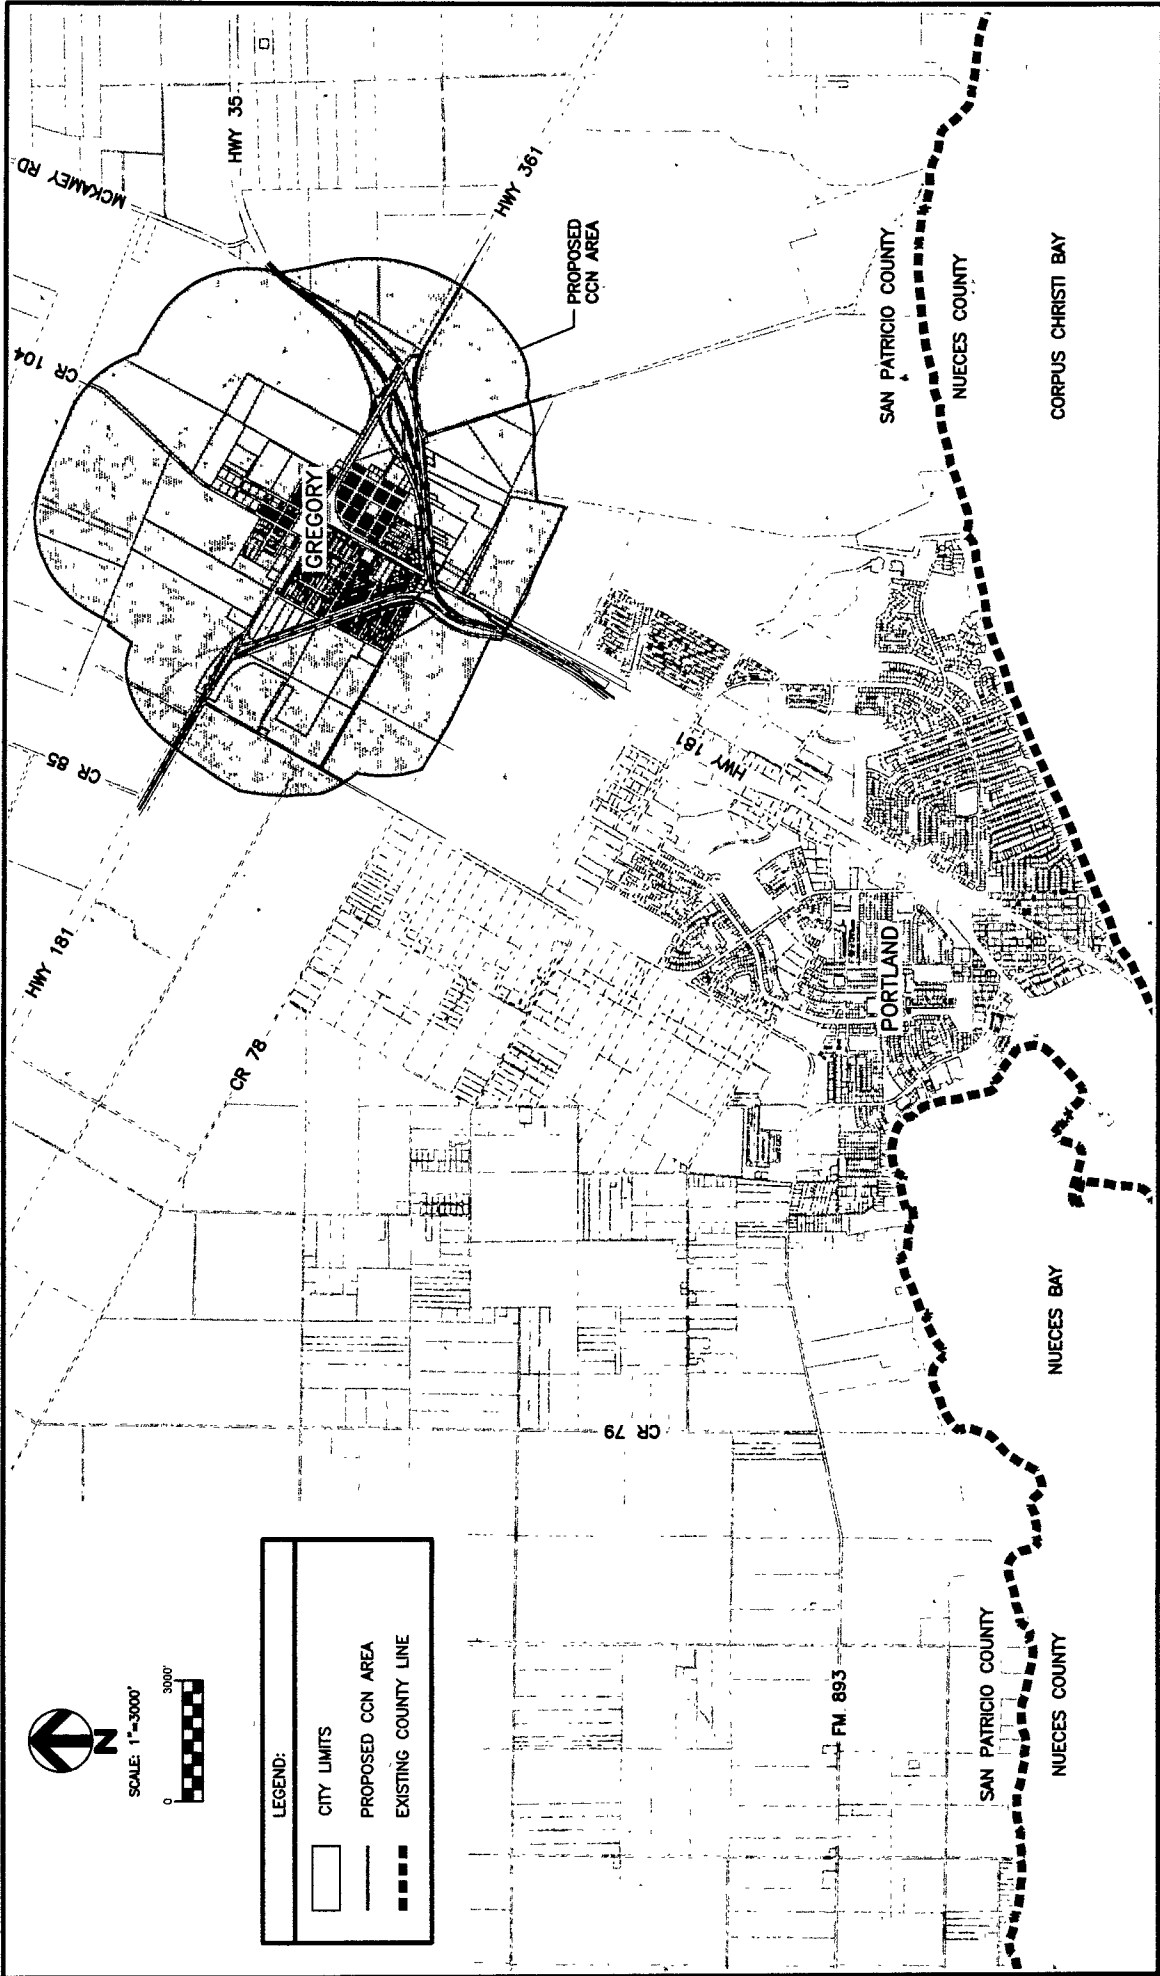 N
SCALE: 1"=3000'
0
3000'
LEGEND:
CITY LIMITS
PROPOSED CCN AREA
EXISTING COUNTY LINE
HWY 181
CR 85
CR 104
MCKAMEY RD
HWY 35
HWY 361
GREGORY
PROPOSED
CCN AREA
CR 78
HWY 181
CR 79
PORTLAND
FM 893
SAN PATRICIO COUNTY
NUECES COUNTY
NUECES BAY
SAN PATRICIO COUNTY
NUECES COUNTY
CORPUS CHRISTI BAY